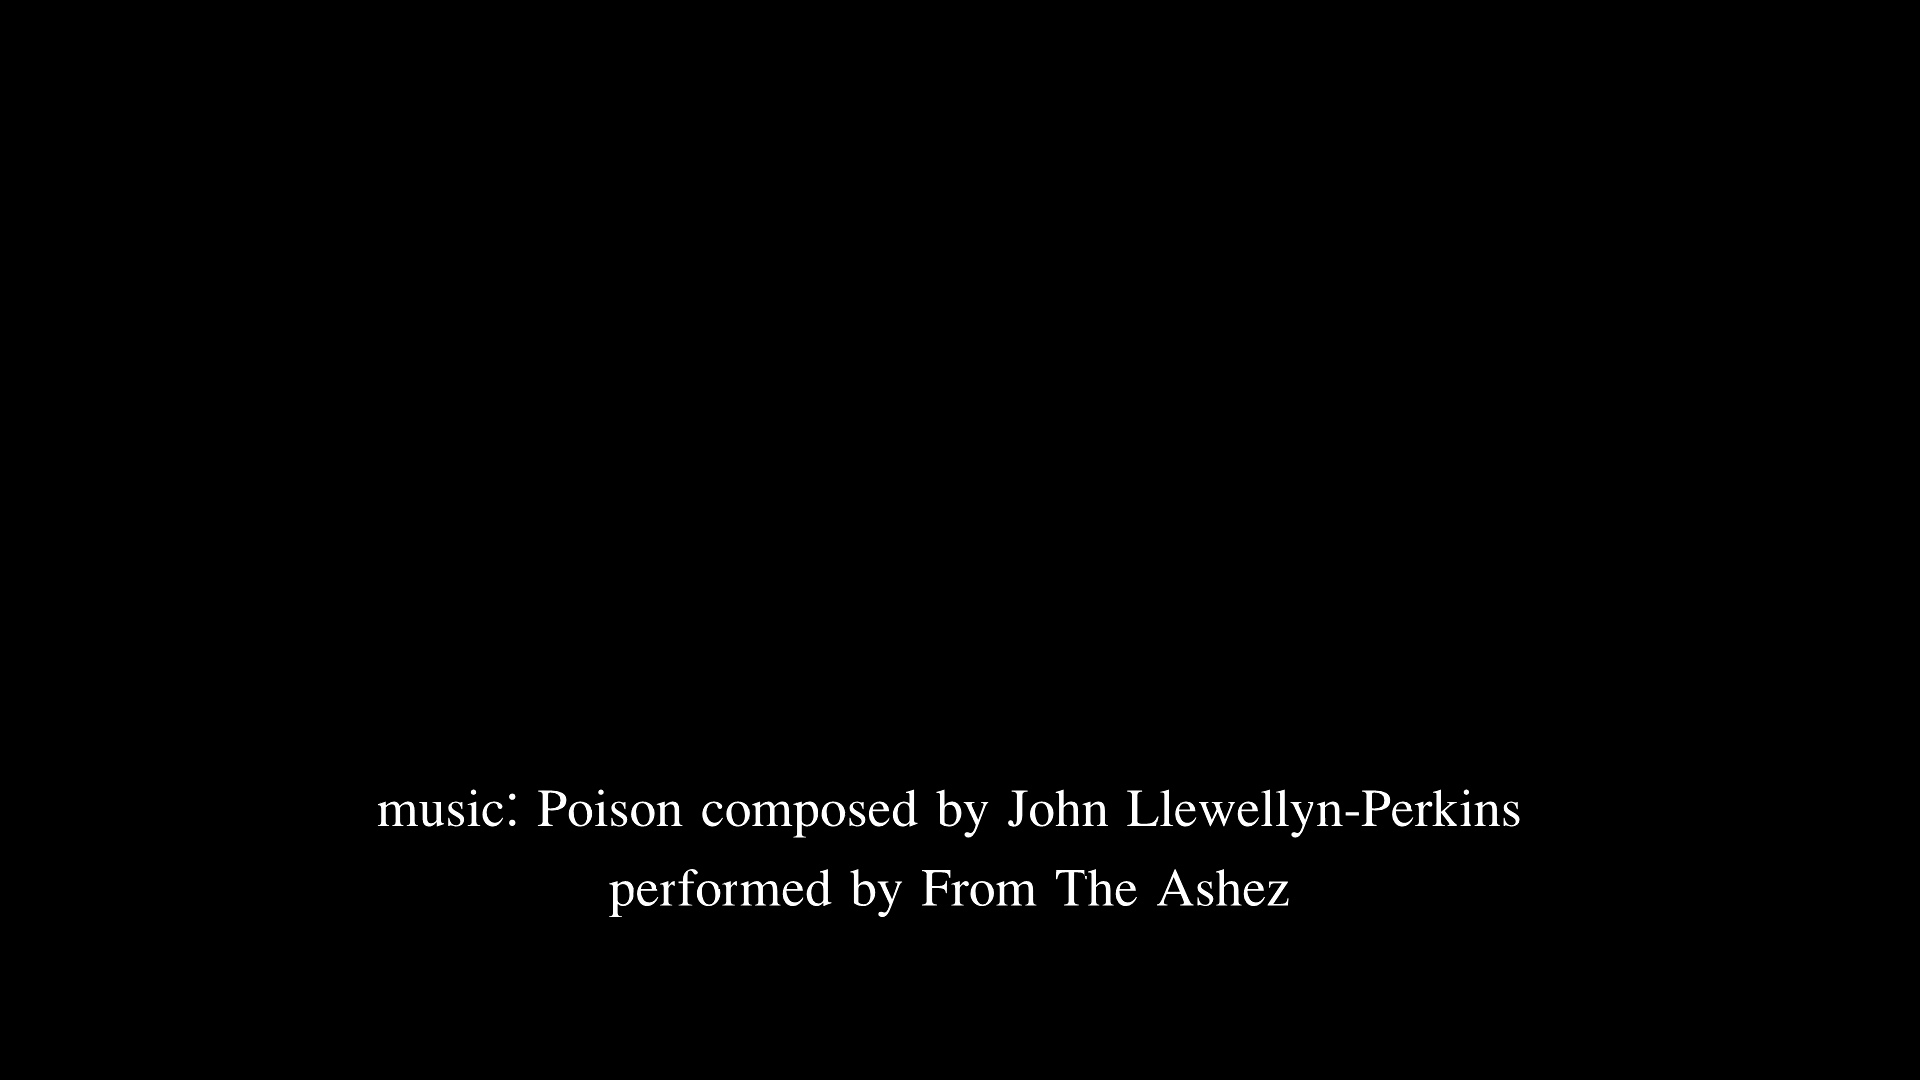 music: Poison composed by John Llewellyn-Perkins
performed by From The Ashez